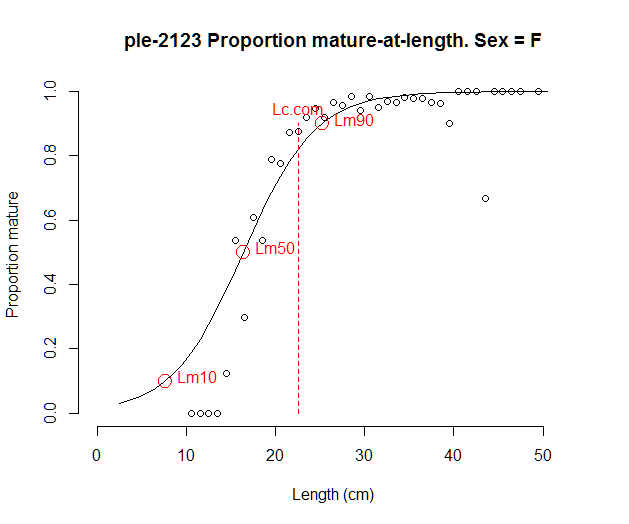 ple-2123 Proportion mature-at-length. Sex = F
Proportion mature
1.0
0.8
0.6
0.4
0.2
0.0
Lc.com
Lm90
Lm50
Lm10
0 10 20 30 40 50
Length (cm)